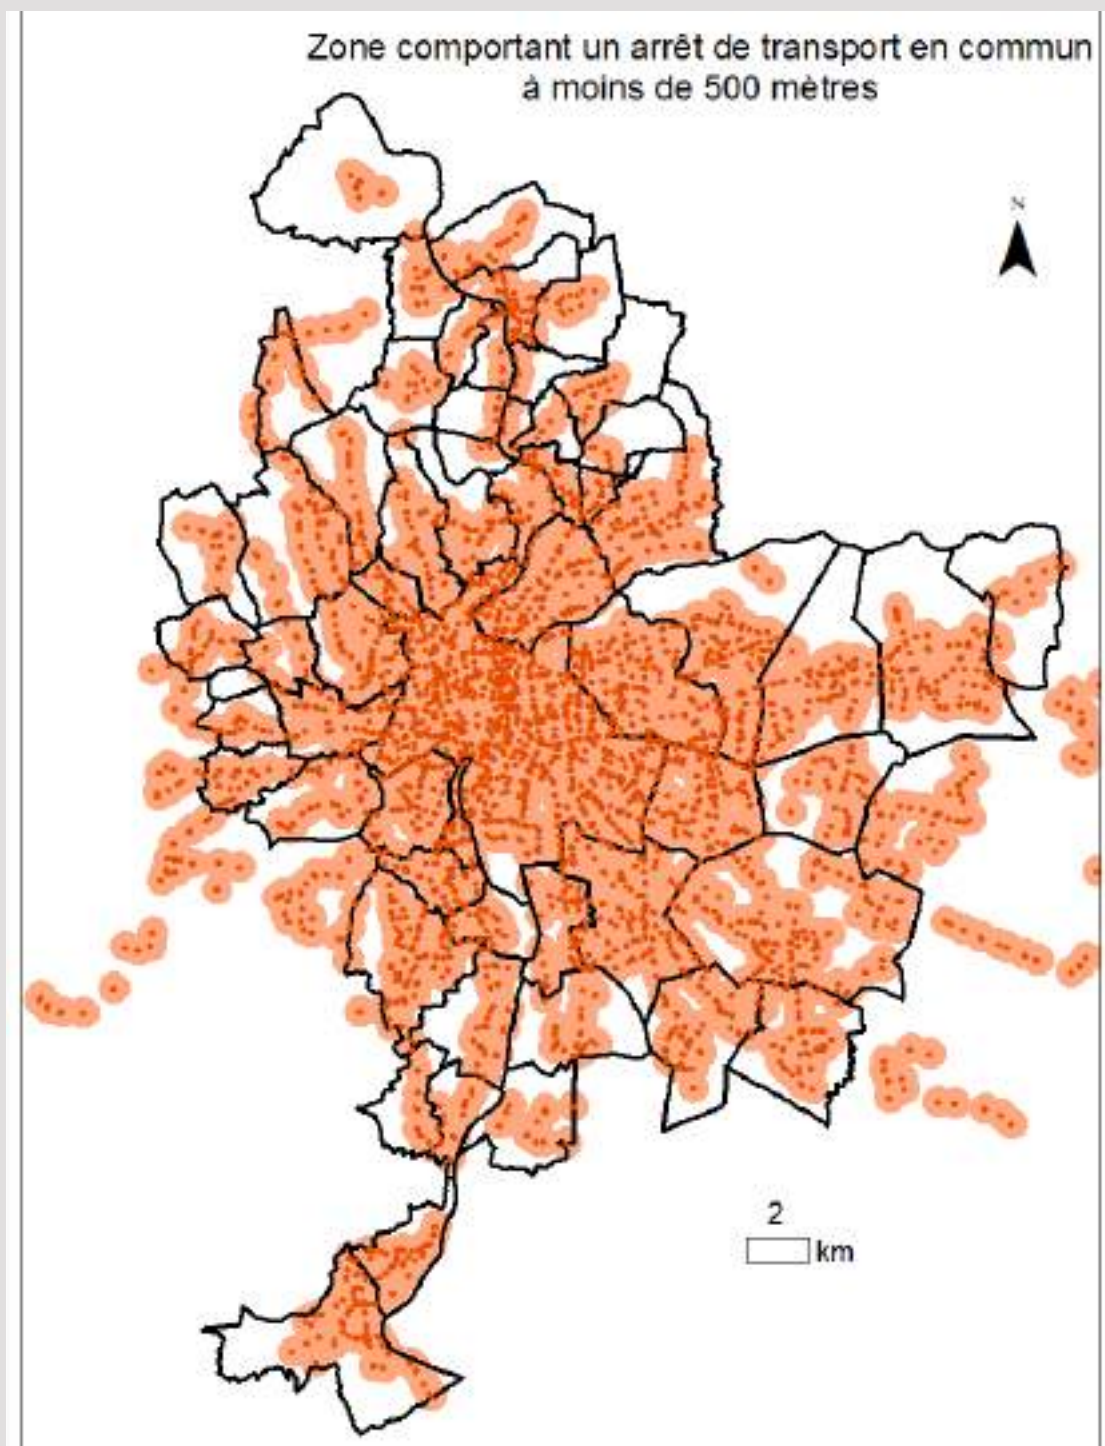 Zone comportant un arrêt de transport en commun
à moins de 500 mètres
N
2
km